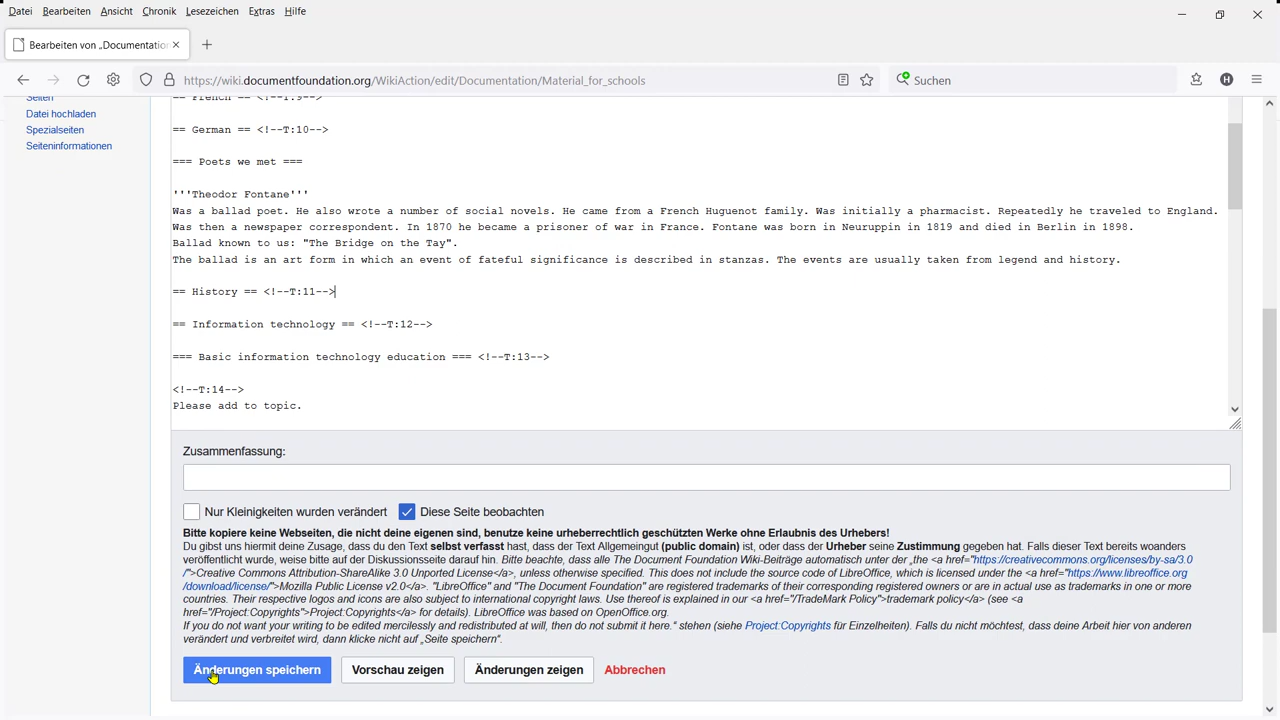 Datei Bearbeiten Ansicht Chronik Lesezeichen Extras Hilfe
Bearbeiten von „Documentatio
https://wiki.documentfoundation.org/WikiAction/edit/Documentation/Material_for_schools
Suchen
H
Seiten
Datei hochladen
Spezialseiten
Seiteninformationen
== French == <!--T:9-->
== German == <!--T:10-->
=== Poets we met ===
'''Theodor Fontane'''
Was a ballad poet. He also wrote a number of social novels. He came from a French Huguenot family. Was initially a pharmacist. Repeatedly he traveled to England.
Was then a newspaper correspondent. In 1870 he became a prisoner of war in France. Fontane was born in Neuruppin in 1819 and died in Berlin in 1898.
Ballad known to us: "The Bridge on the Tay".
The ballad is an art form in which an event of fateful significance is described in stanzas. The events are usually taken from legend and history.
== History == <!--T:11-->
== Information technology == <!--T:12-->
=== Basic information technology education === <!--T:13-->
<!--T:14-->
Please add to topic.
Zusammenfassung:
Nur Kleinigkeiten wurden verändert Diese Seite beobachten
Bitte kopiere keine Webseiten, die nicht deine eigenen sind, benutze keine urheberrechtlich geschützten Werke ohne Erlaubnis des Urhebers!
Du gibst uns hiermit deine Zusage, dass du den Text selbst verfasst hast, dass der Text Allgemeingut (public domain) ist, oder dass der Urheber seine Zustimmung gegeben hat. Falls dieser Text bereits woanders
veröffentlicht wurde, weise bitte auf der Diskussionsseite darauf hin. Bitte beachte, dass alle The Document Foundation Wiki-Beiträge automatisch unter der „the <a href="https://creativecommons.org/licenses/by-sa/3.0
/">Creative Commons Attribution-ShareAlike 3.0 Unported License</a>, unless otherwise specified. This does not include the source code of LibreOffice, which is licensed under the <a href="https://www.libreoffice.org
/download/license/">Mozilla Public License v2.0</a>. "LibreOffice" and "The Document Foundation" are registered trademarks of their corresponding registered owners or are in actual use as trademarks in one or more
countries. Their respective logos and icons are also subject to international copyright laws. Use thereof is explained in our <a href="/TradeMark Policy">trademark policy</a> (see <a
href="/Project:Copyrights">Project:Copyrights</a> for details). LibreOffice was based on OpenOffice.org.
If you do not want your writing to be edited mercilessly and redistributed at will, then do not submit it here.“ stehen (siehe Project:Copyrights für Einzelheiten). Falls du nicht möchtest, dass deine Arbeit hier von anderen
verändert und verbreitet wird, dann klicke nicht auf „Seite speichern“.
Änderungen speichern Vorschau zeigen Änderungen zeigen Abbrechen